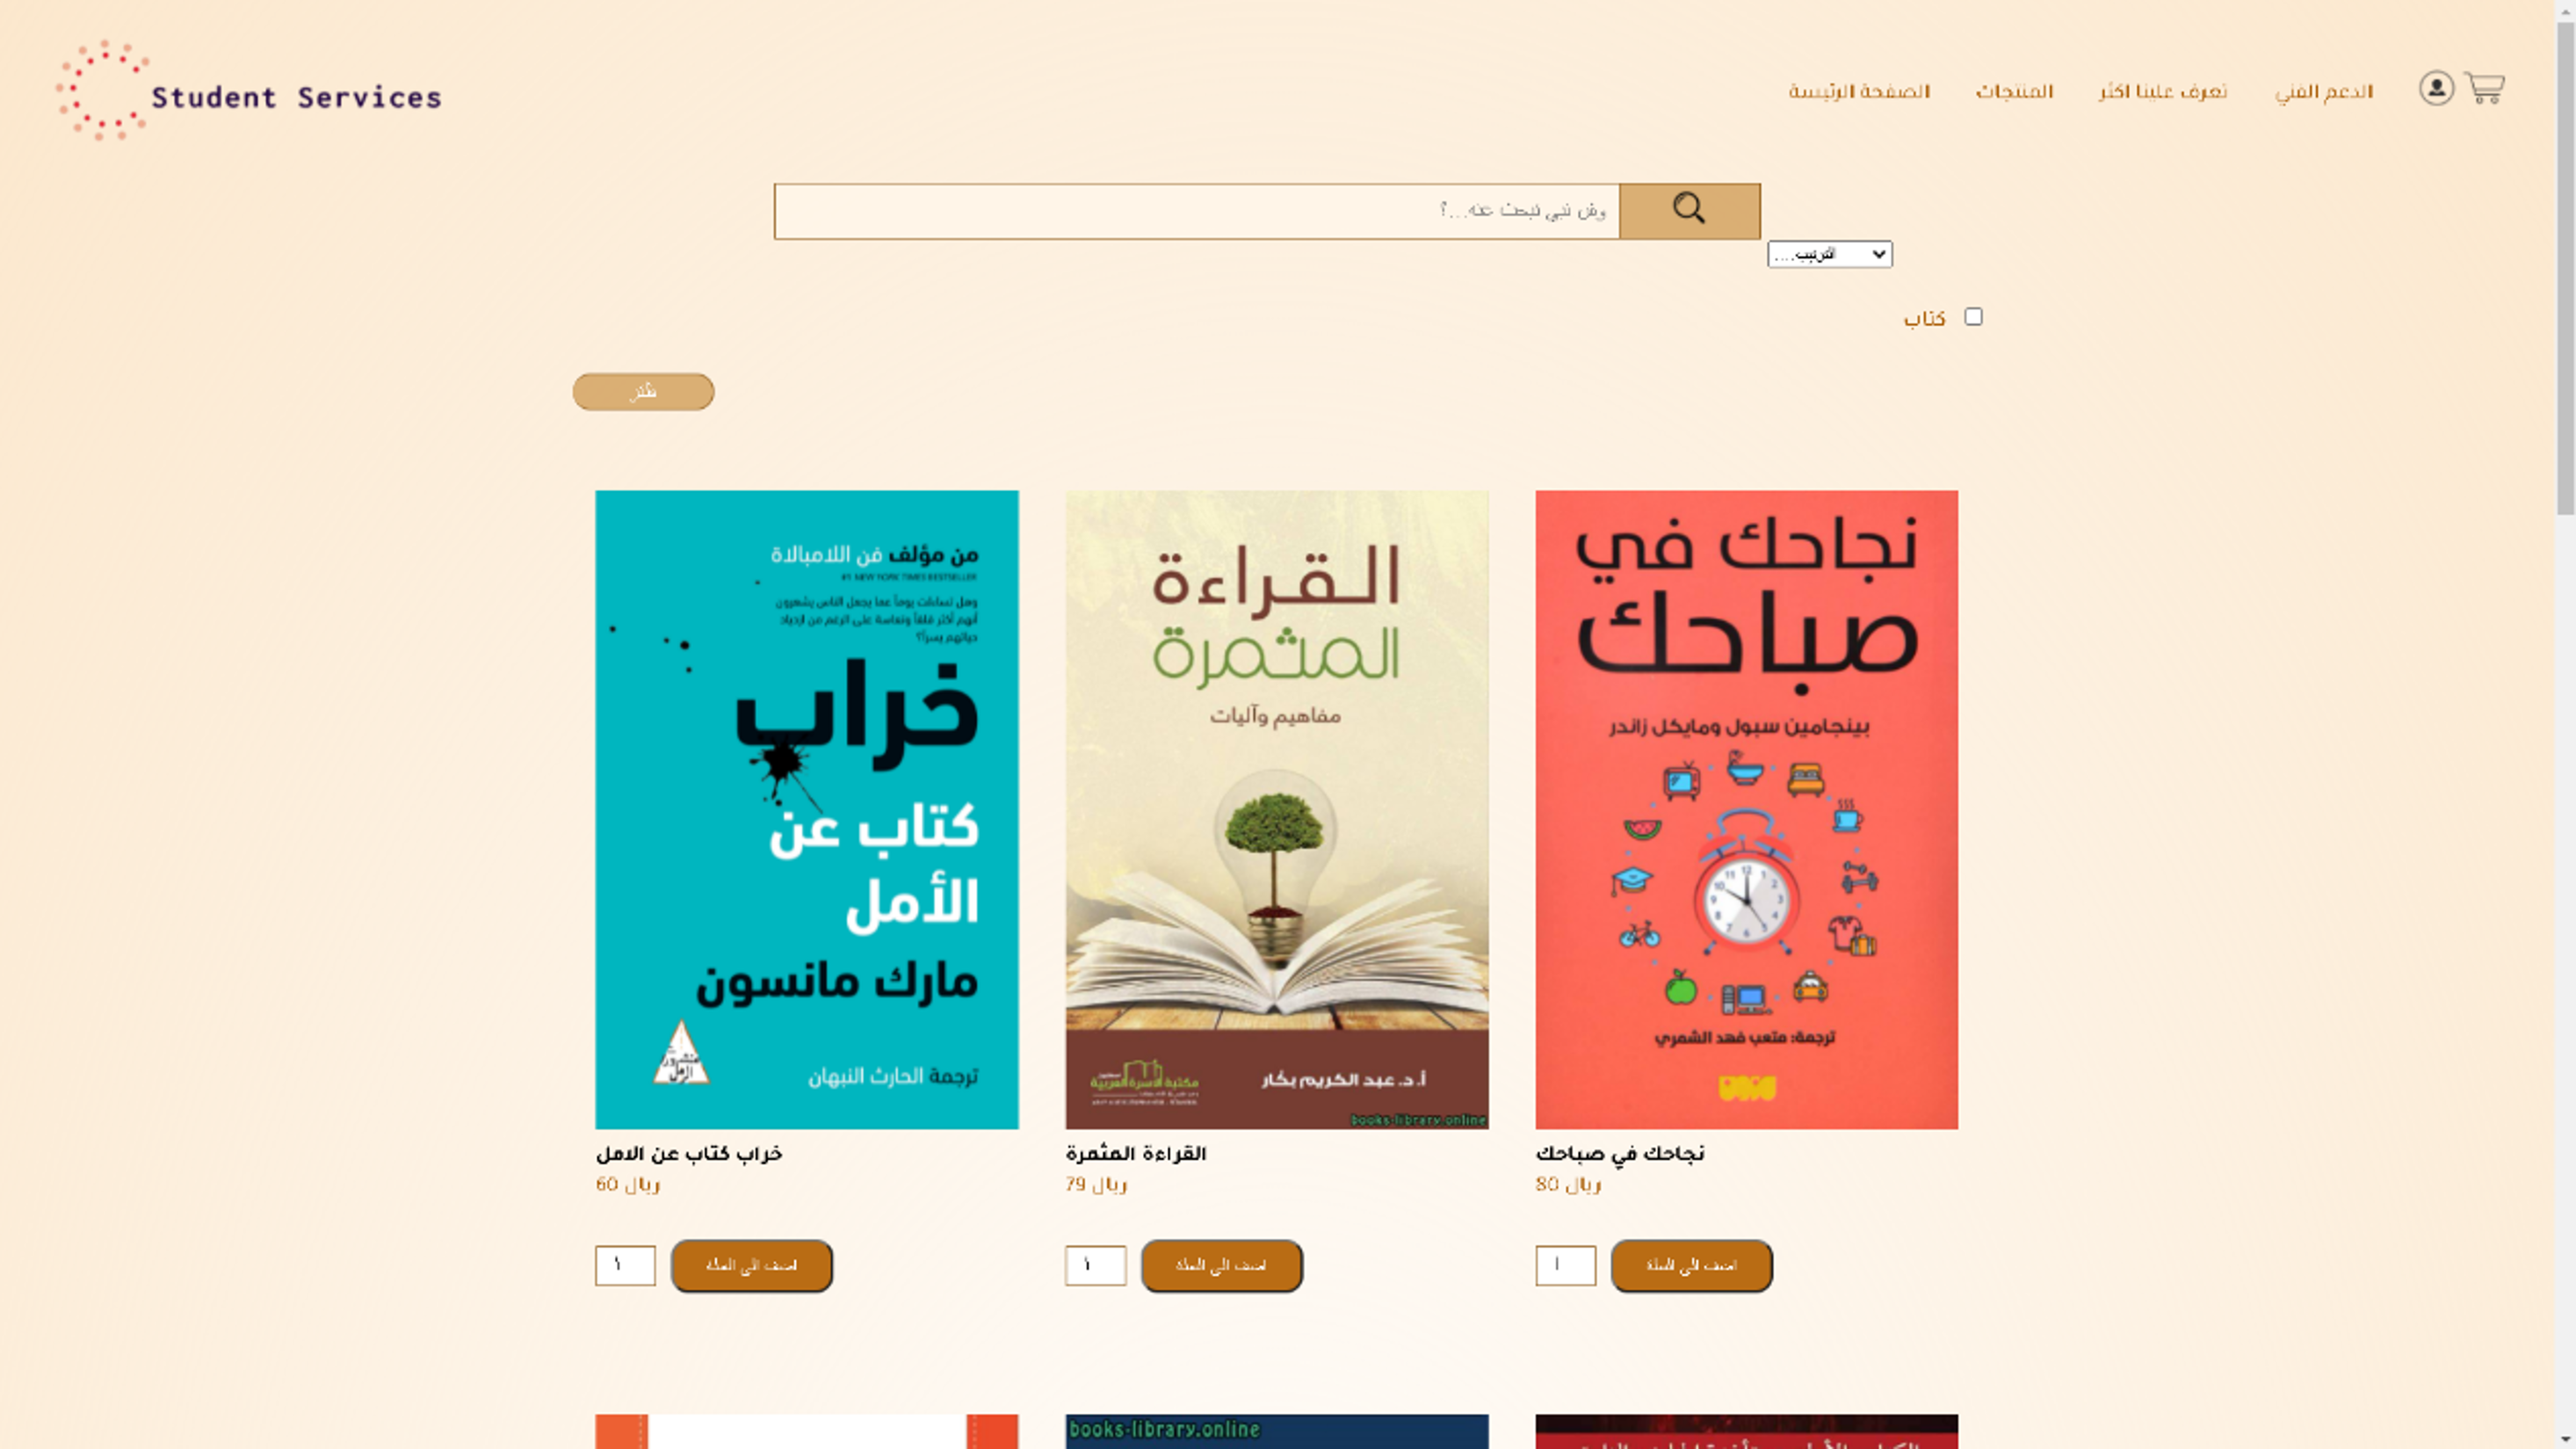 Student Services
الصفحة الرئيسة
المنتجات
تعرف علينا اكثر
الدعم الفني
وش تبي تبحث عنه...؟
الترتيب....
كتاب
فلتر
من مؤلف فن اللامبالاة
#1 NEW YORK TIMES BESTSELLER
وهل تساءلت يوماً عما يجعل الناس يشعرون
أنهم أكثر قلقاً وتعاسة على الرغم من ازدياد
حياتهم يسراً؟
خراب
كتاب عن
الأمل
مارك مانسون
ترجمة الحارث النبهان
خراب كتاب عن الامل
ريال 60
اضف الى السلة
القراءة
المثمرة
مفاهيم وآليات
أ. د. عبد الكريم بكّار
مكتبة الأسرة العربية
books-library.online
القراءة المثمرة
ريال 79
اضف الى السلة
نجاحك في
صباحك
بينجامين سبول ومايكل زاندر
ترجمة: متعب فهد الشمري
نجاحك في صباحك
ريال 80
اضف الى السلة
books-library.online